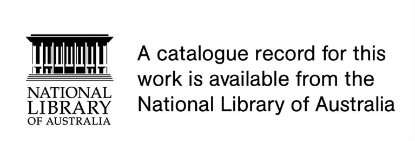 NATIONAL
LIBRARY
OF AUSTRALIA
A catalogue record for this
work is available from the
National Library of Australia